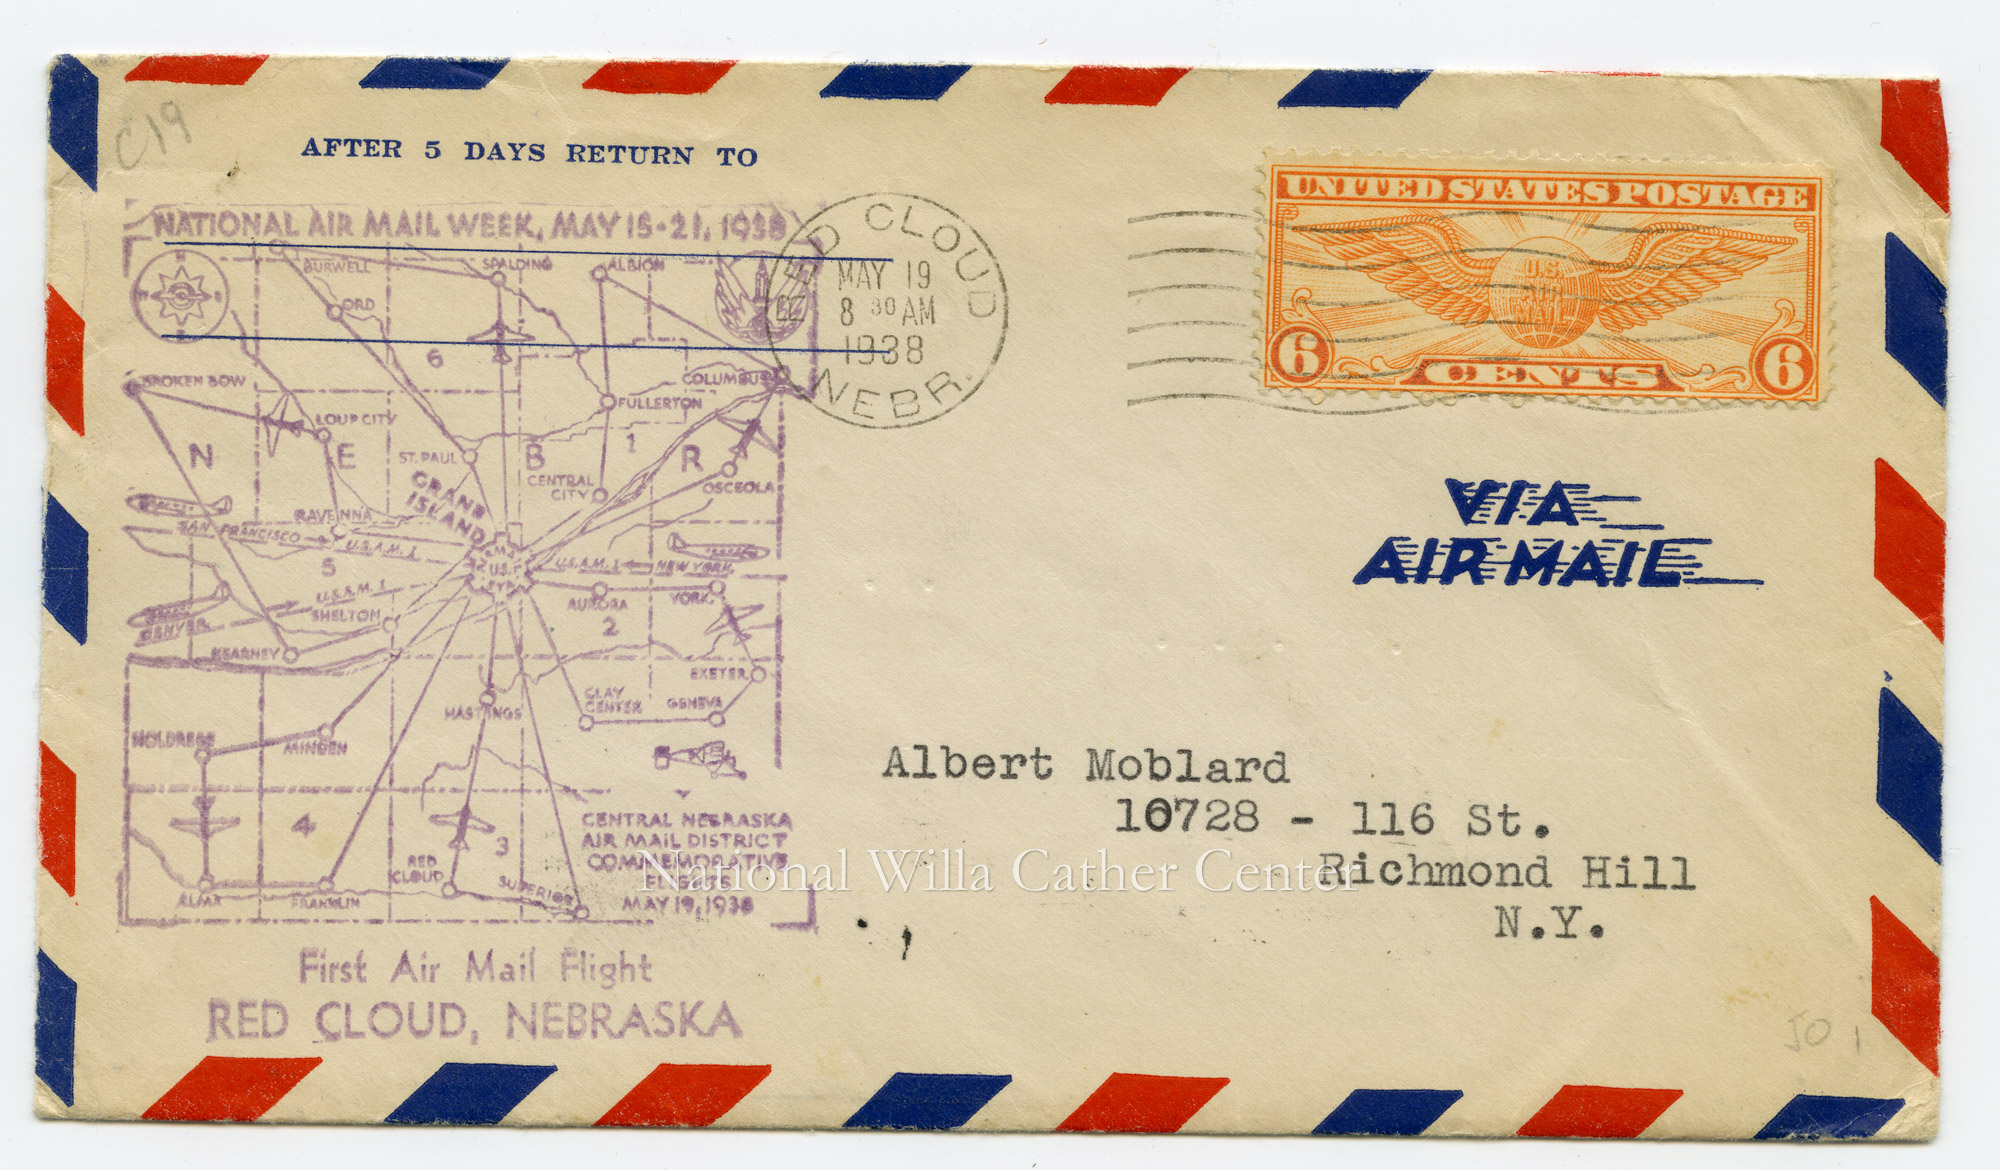 C19
AFTER 5 DAYS RETURN TO
NATIONAL AIR MAIL WEEK, MAY 15-21, 1938
BURWELL
SPALDING
ALBION
ORD
6
BROKEN BOW
COLUMBUS
FULLERTON
LOUP CITY
1
N E B R
ST. PAUL
CENTRAL
CITY
OSCEOLA
GRAND
ISLAND
RAVENNA
SAN FRANCISCO
U.S.A.M. 1
U.S.A.M. 1
NEW YORK
5
U.S.A.M. 1
SHELTON
DENVER
AURORA
YORK
2
KEARNEY
EXETER
CLAY
CENTER
GENEVA
HASTINGS
HOLDREGE
MINDEN
4
3
RED
CLOUD
SUPERIOR
ALMA
FRANKLIN
CENTRAL NEBRASKA
AIR MAIL DISTRICT
COMMEMORATIVE
FLIGHTS
MAY 19, 1938
First Air Mail Flight
RED CLOUD, NEBRASKA
RED CLOUD
MAY 19
8 30 AM
1938
NEBR.
UNITED STATES POSTAGE
U.S.
AIR
MAIL
6 CENTS 6
VIA
AIR MAIL
Albert Moblard
10728 - 116 St.
Richmond Hill
N.Y.
National Willa Cather Center